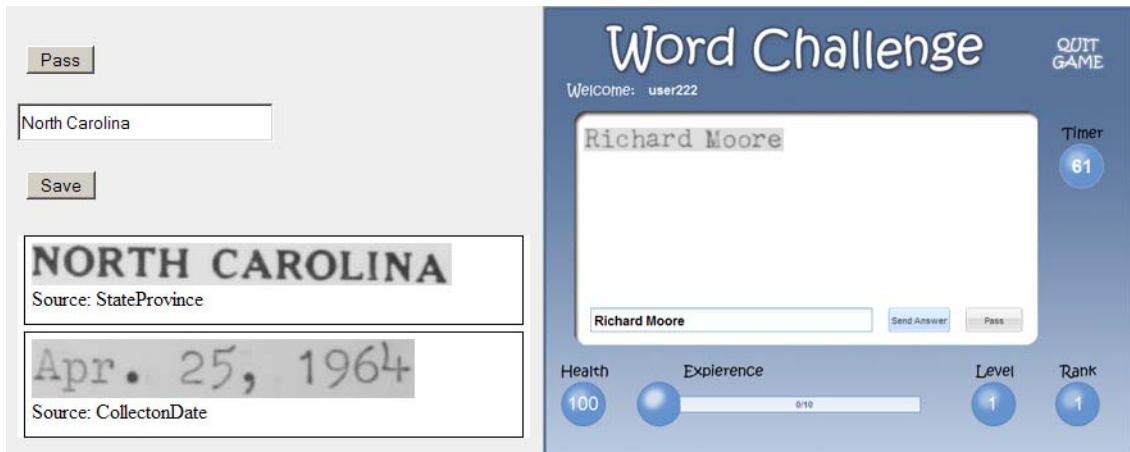 Pass
North Carolina
Save
NORTH CAROLINA
Source: StateProvince
Apr. 25, 1964
Source: CollectonDate
Word Challenge
QUIT
GAME
Welcome: user222
Richard Moore
Timer
61
Richard Moore
Send Answer
Pass
Health
Expierence
Level
Rank
100
0/10
1
1